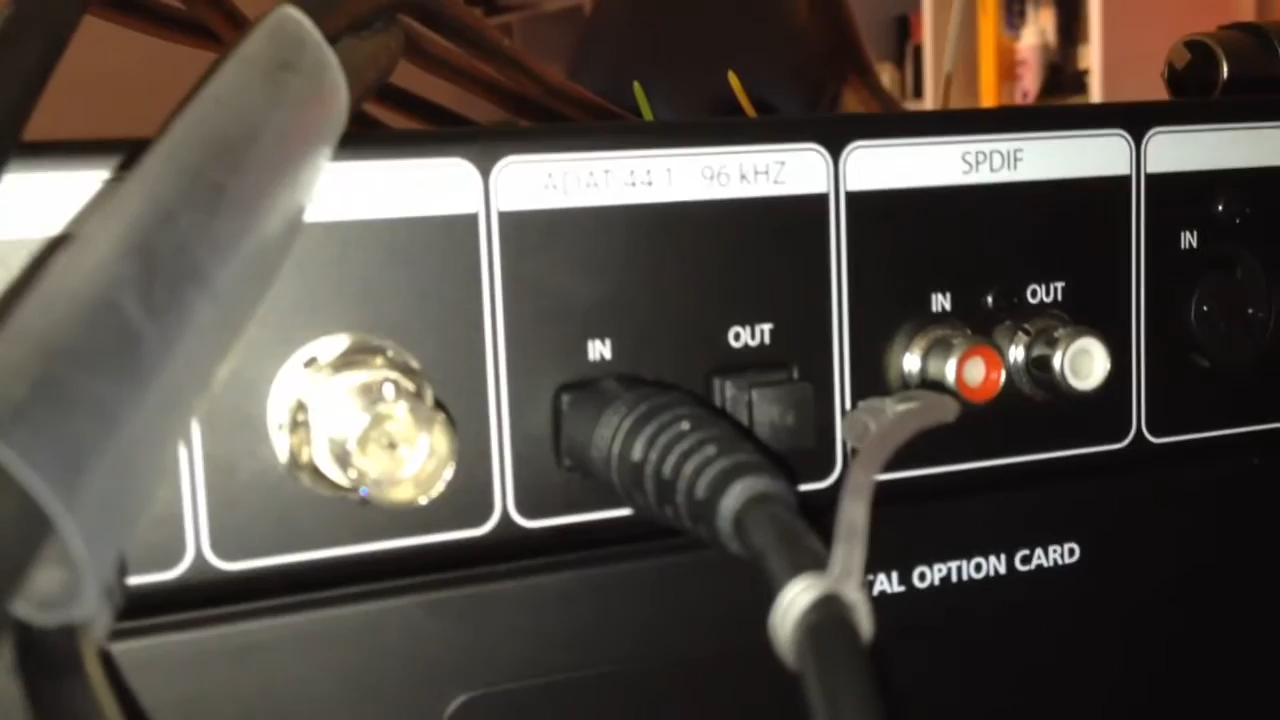 ADAT 44.1 - 96 kHZ
IN
OUT
SPDIF
IN
OUT
IN
TAL OPTION CARD